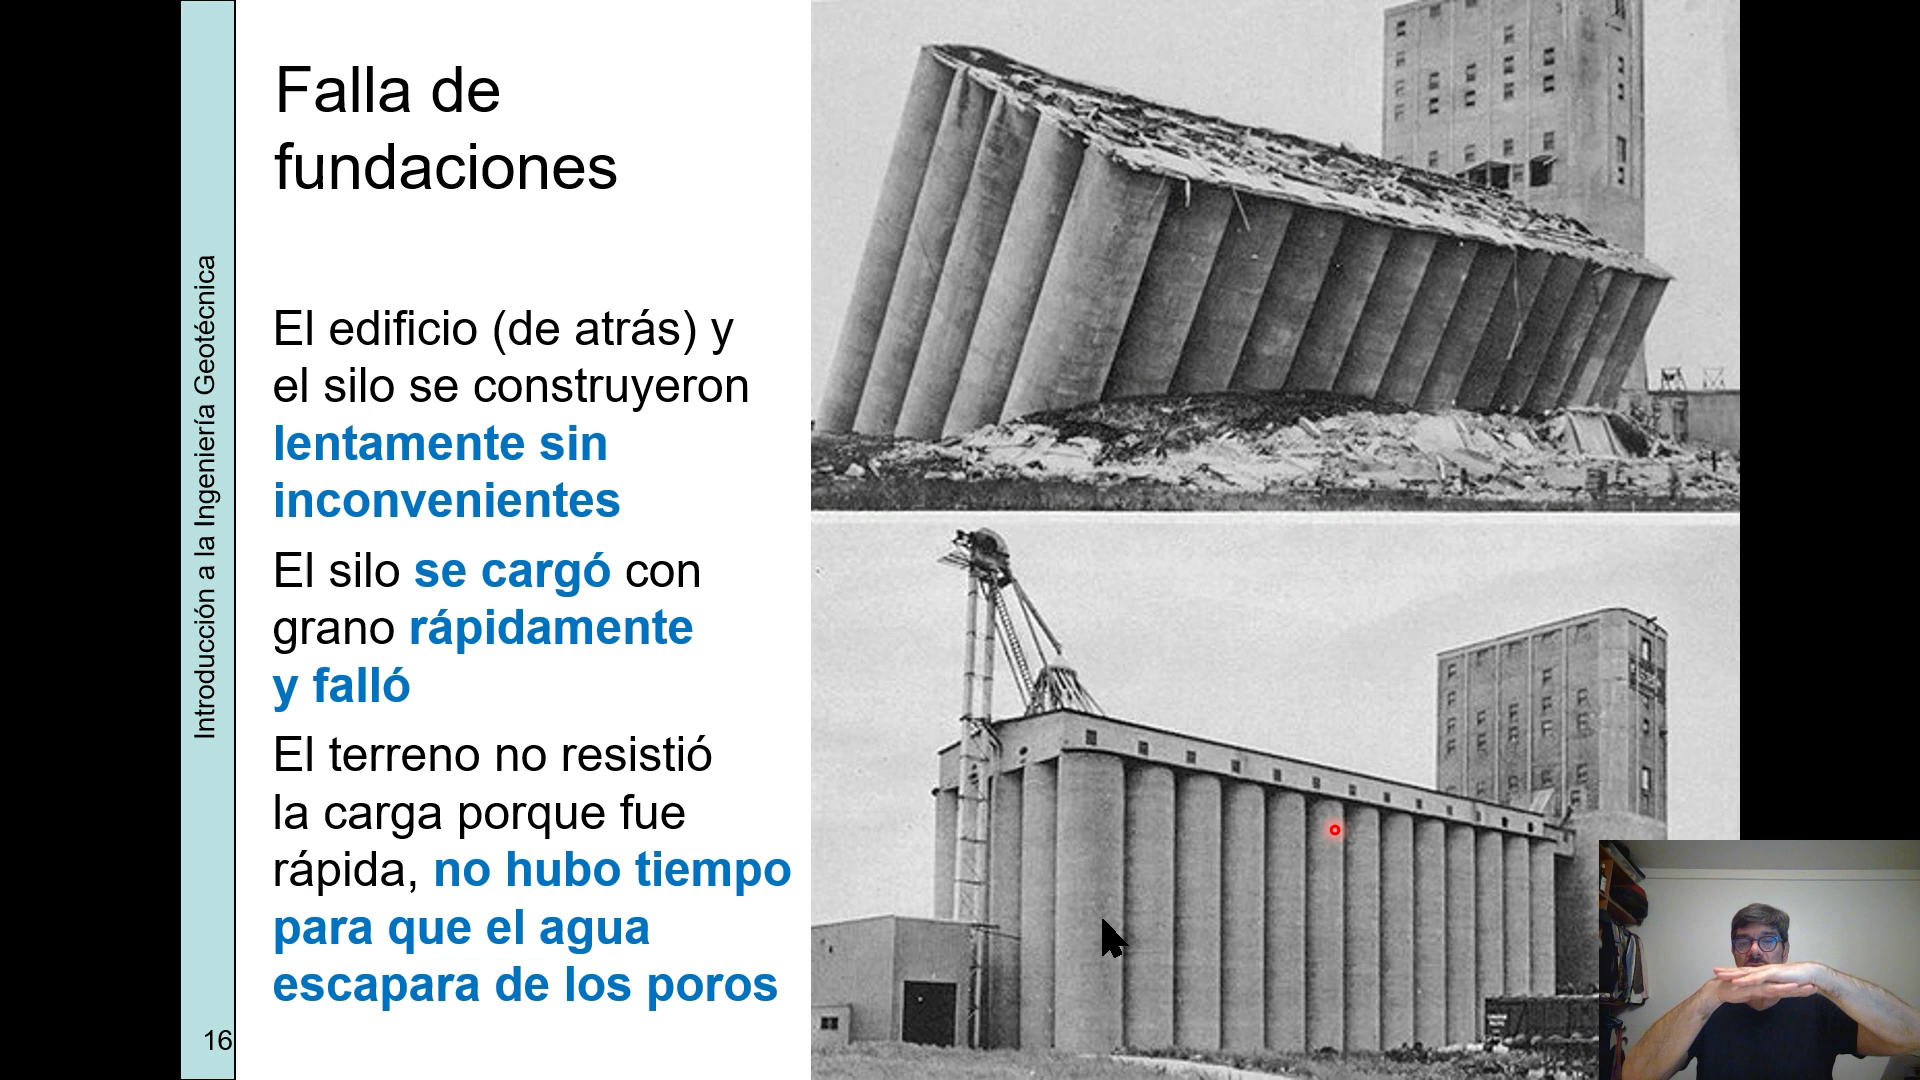 Introducción a la Ingeniería Geotécnica
Falla de
fundaciones
El edificio (de atrás) y
el silo se construyeron
lentamente sin
inconvenientes
El silo se cargó con
grano rápidamente
y falló
El terreno no resistió
la carga porque fue
rápida, no hubo tiempo
para que el agua
escapara de los poros
16